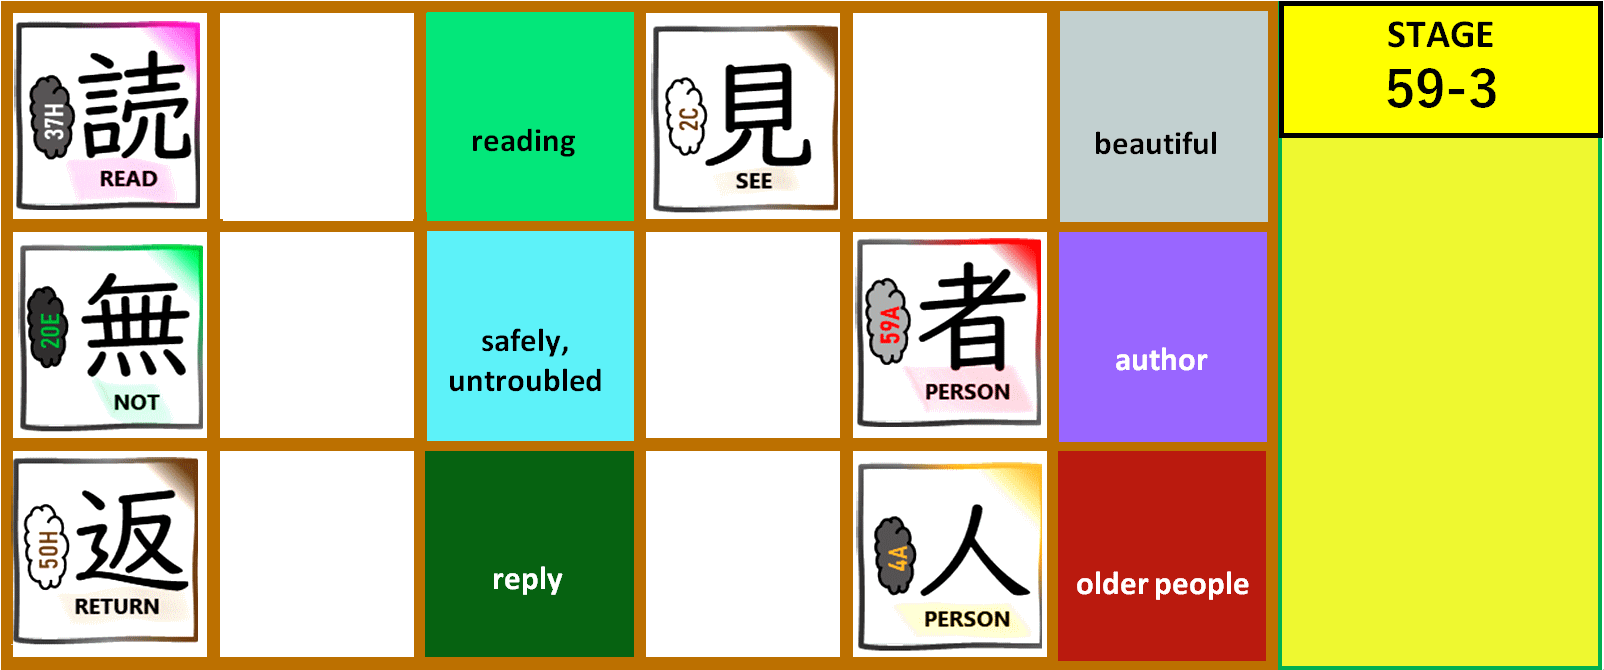 37H
読
READ
reading
2C
見
SEE
beautiful
STAGE
59-3
20E
無
NOT
safely,
untroubled
59A
者
PERSON
author
50H
返
RETURN
reply
4A
人
PERSON
older people